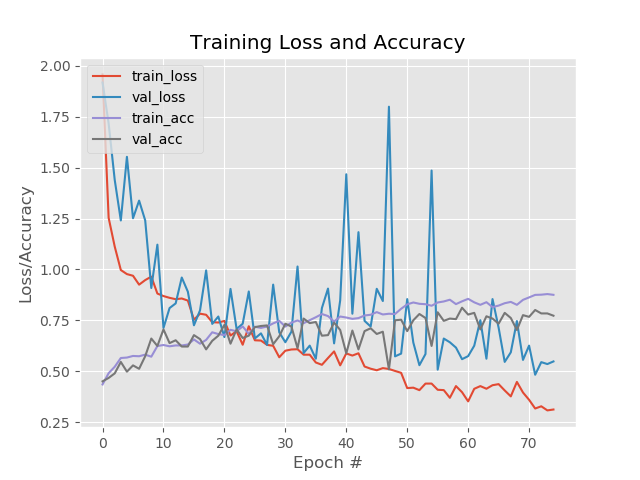 Training Loss and Accuracy
train_loss
val_loss
train_acc
val_acc
2.00
1.75
1.50
1.25
1.00
0.75
0.50
0.25
Loss/Accuracy
0 10 20 30 40 50 60 70
Epoch #